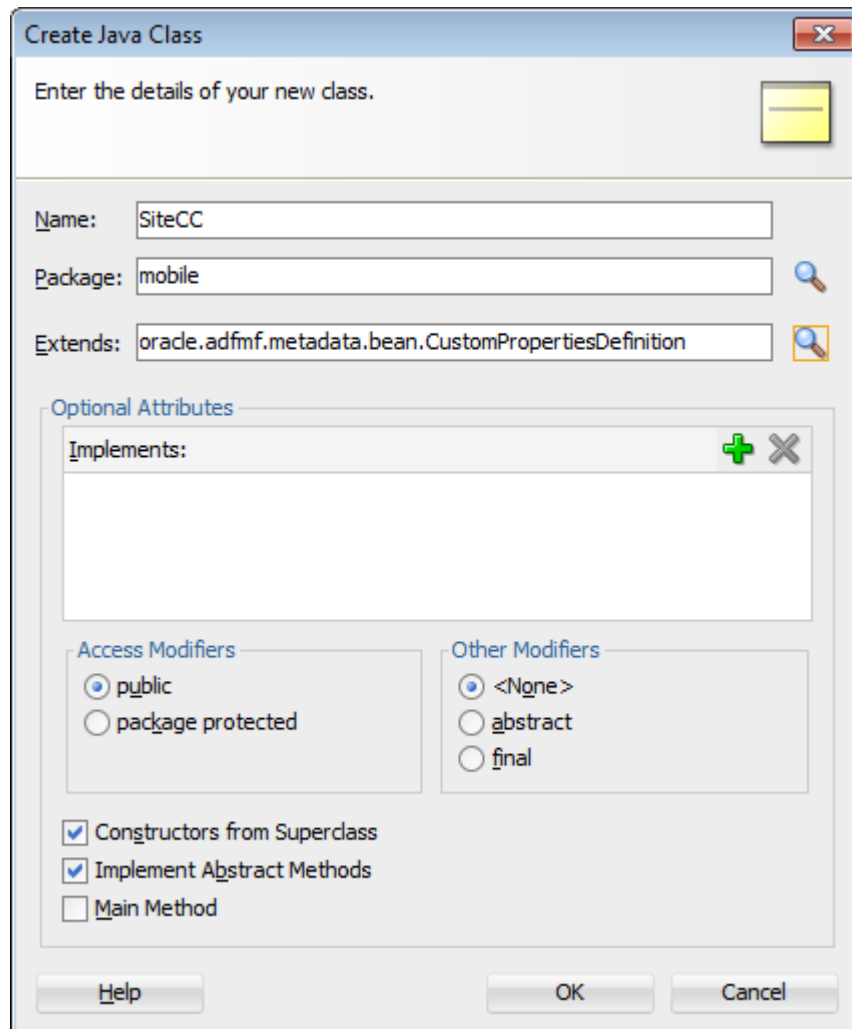 Create Java Class
Enter the details of your new class.
Name: SiteCC
Package: mobile
Extends: oracle.adfmf.metadata.bean.CustomPropertiesDefinition
Optional Attributes
Implements:
Access Modifiers
public
package protected
Other Modifiers
<None>
abstract
final
Constructors from Superclass
Implement Abstract Methods
Main Method
Help OK Cancel